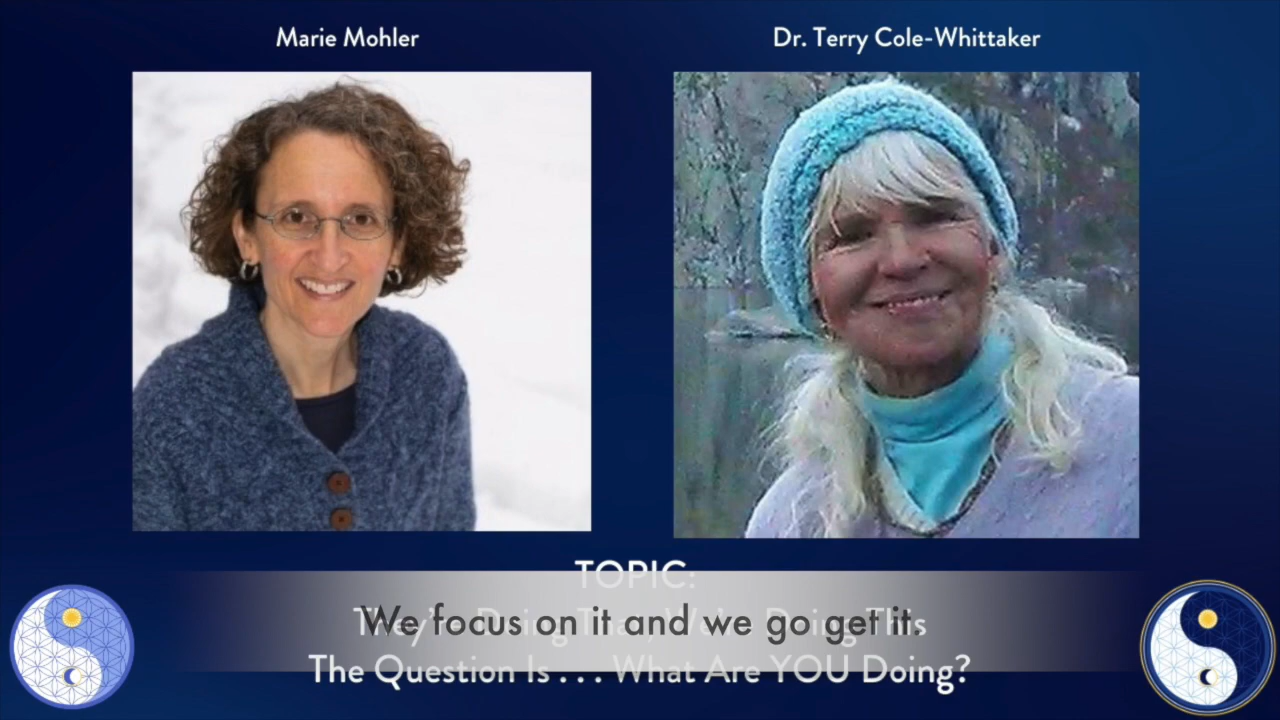 Marie Mohler
Dr. Terry Cole-Whittaker
TOPIC:
We focus on it and we go get it.
The Question Is . . . What Are YOU Doing?